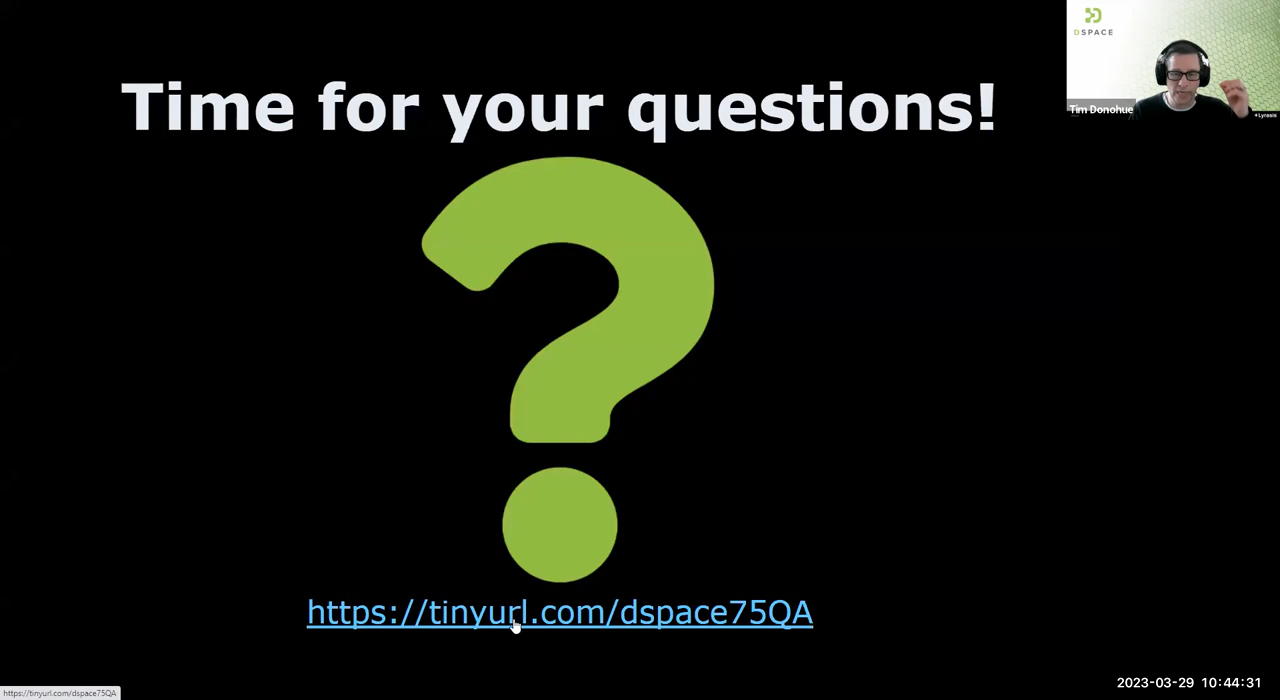 Time for your questions!
DSPACE
Tim Donohue
Lyrasis
?
https://tinyurl.com/dspace75QA
https://tinyurl.com/dspace75QA
2023-03-29 10:44:31